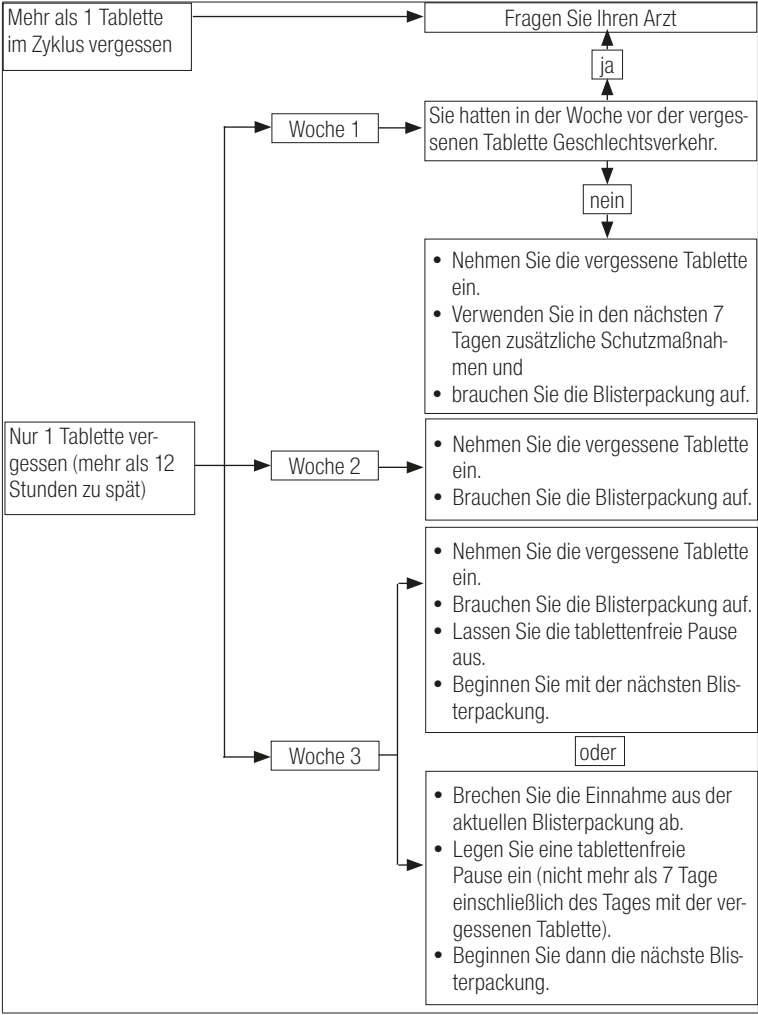 Mehr als 1 Tablette
im Zyklus vergessen
Fragen Sie Ihren Arzt
ja
Woche 1
Sie hatten in der Woche vor der verges-
senen Tablette Geschlechtsverkehr.
nein
• Nehmen Sie die vergessene Tablette
ein.
• Verwenden Sie in den nächsten 7
Tagen zusätzliche Schutzmaßnah-
men und
• brauchen Sie die Blisterpackung auf.
Nur 1 Tablette ver-
gessen (mehr als 12
Stunden zu spät)
Woche 2
• Nehmen Sie die vergessene Tablette
ein.
• Brauchen Sie die Blisterpackung auf.
Woche 3
• Nehmen Sie die vergessene Tablette
ein.
• Brauchen Sie die Blisterpackung auf.
• Lassen Sie die tablettenfreie Pause
aus.
• Beginnen Sie mit der nächsten Blis-
terpackung.
oder
• Brechen Sie die Einnahme aus der
aktuellen Blisterpackung ab.
• Legen Sie eine tablettenfreie
Pause ein (nicht mehr als 7 Tage
einschließlich des Tages mit der ver-
gessenen Tablette).
• Beginnen Sie dann die nächste Blis-
terpackung.